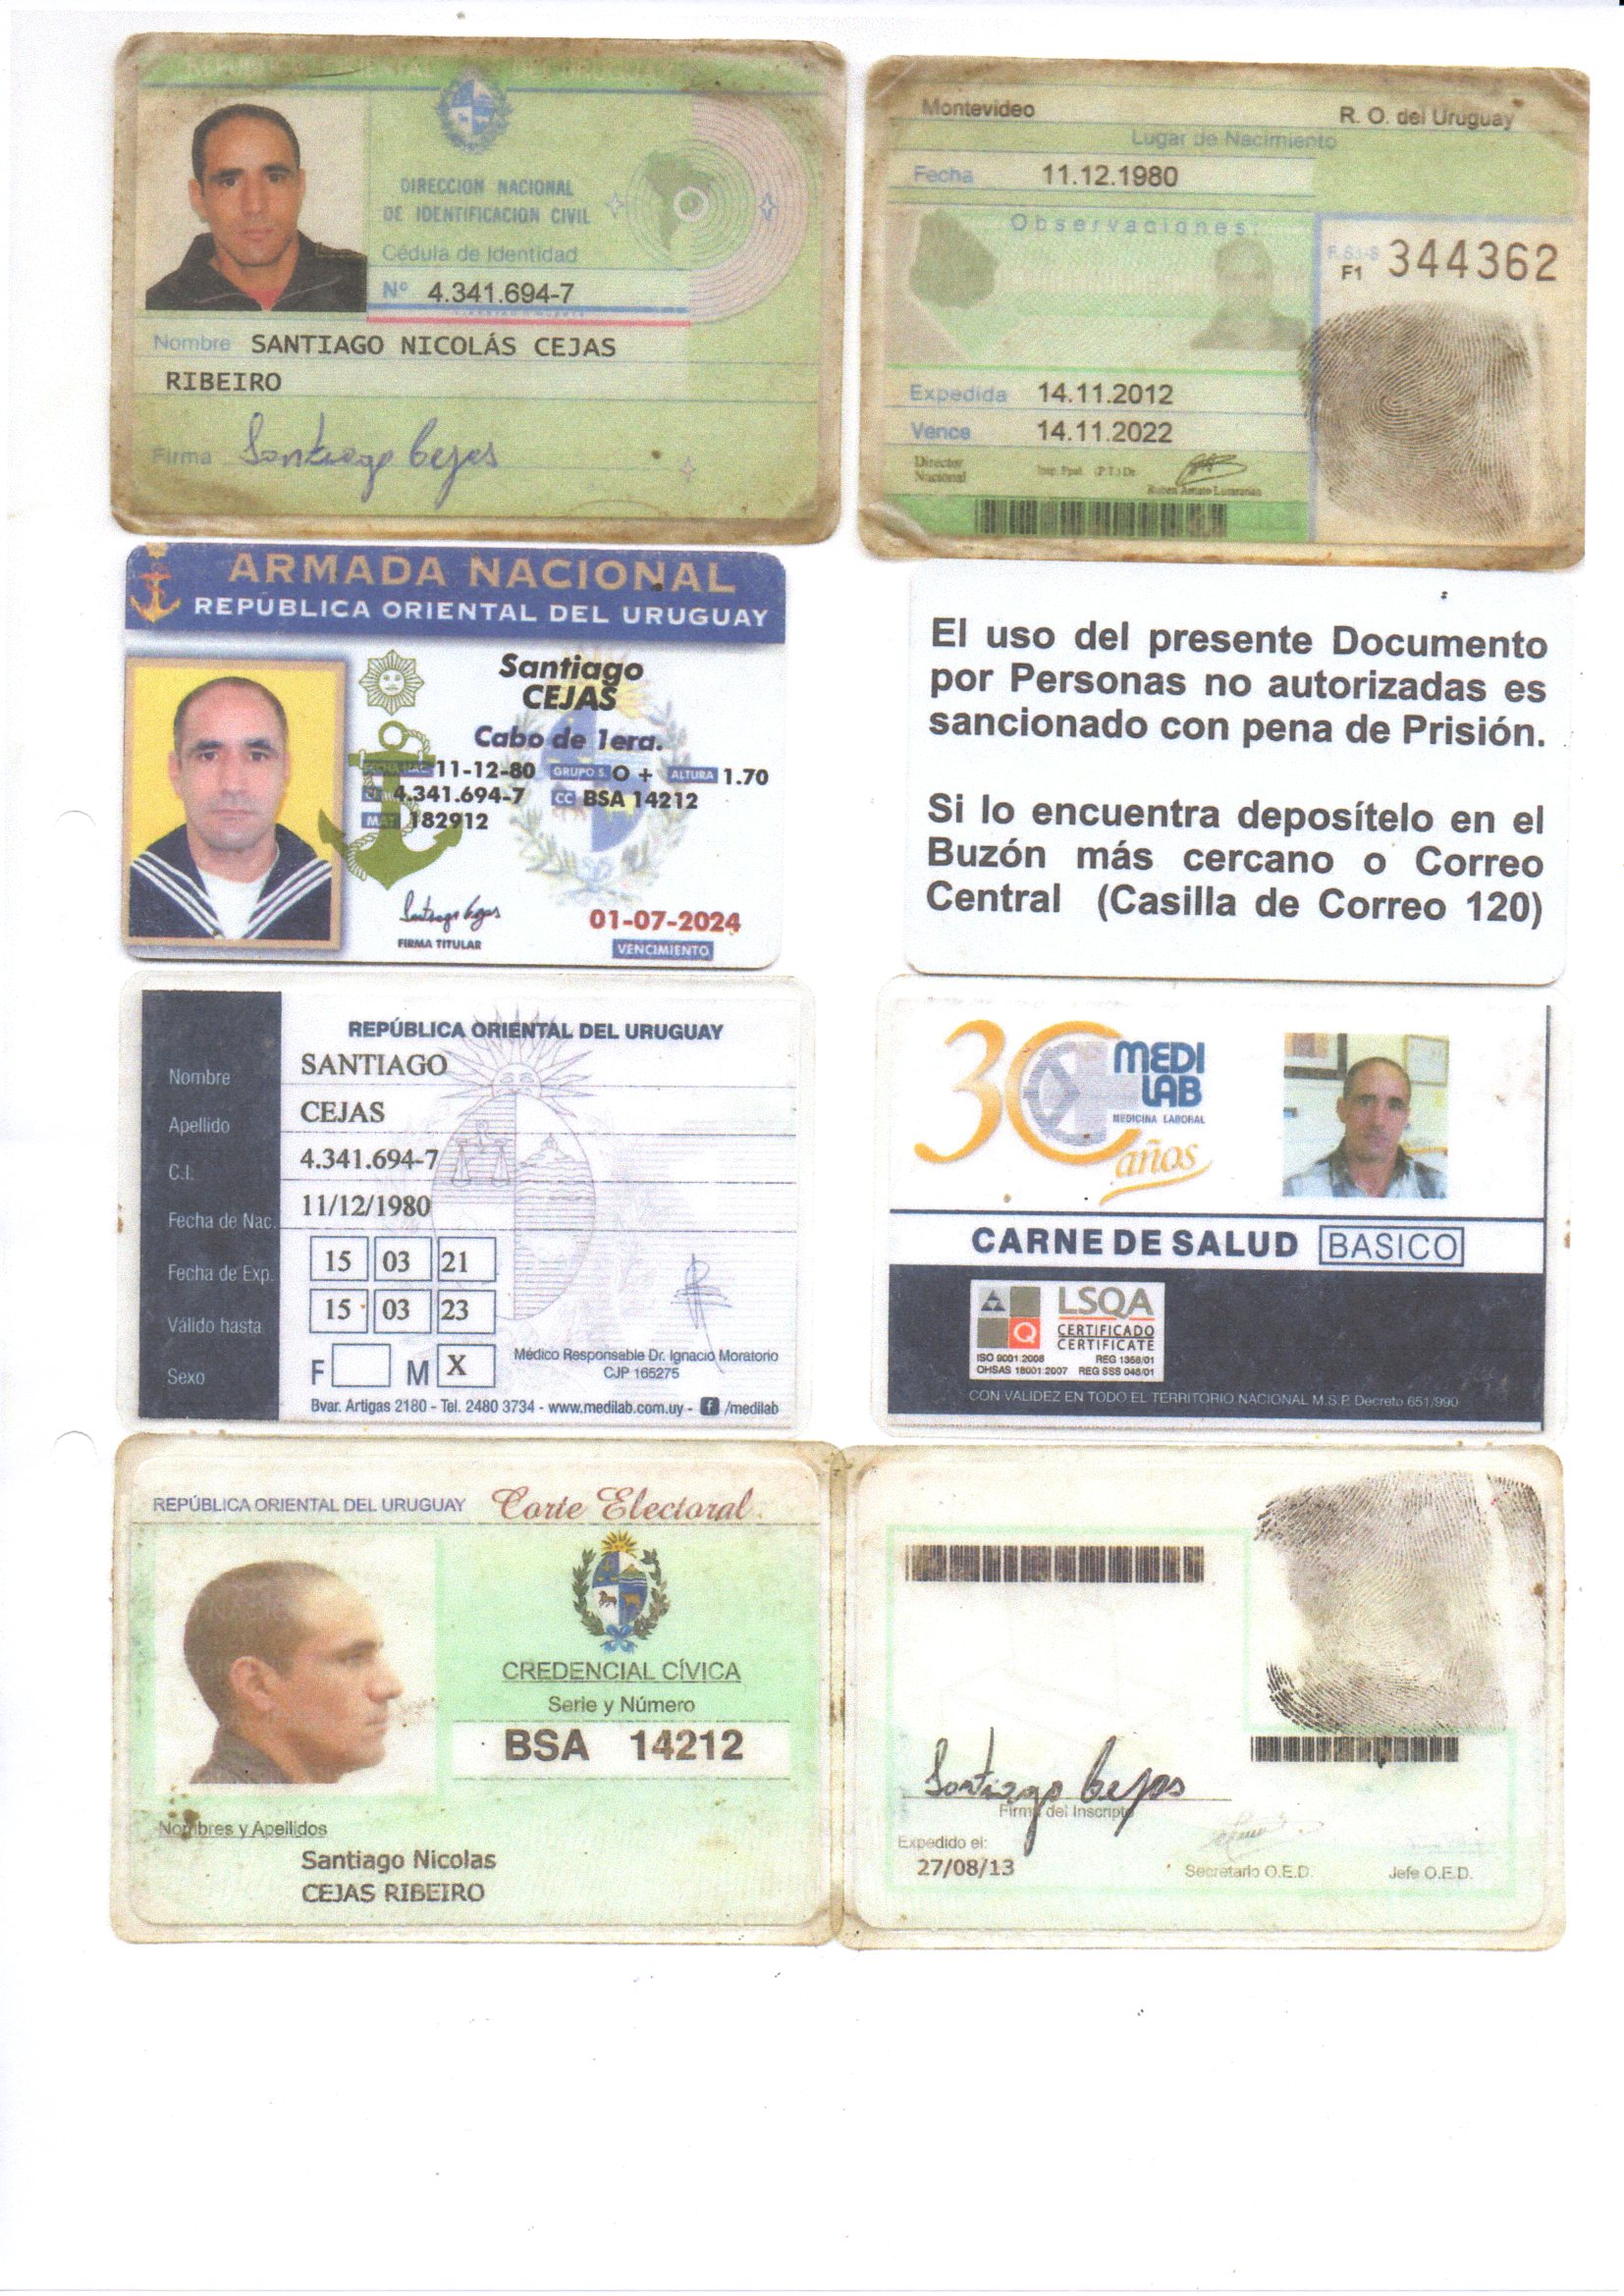 REPÚBLICA ORIENTAL DEL URUGUAY
DIRECCION NACIONAL
DE IDENTIFICACION CIVIL
Cédula de Identidad
Nº 4.341.694-7
Nombre SANTIAGO NICOLÁS CEJAS
RIBEIRO
Firma Santiago Cejas
Montevideo R. O. del Uruguay
Lugar de Nacimiento
Fecha 11.12.1980
Observaciones:
F1 344362
Expedida 14.11.2012
Vence 14.11.2022
Director
Nacional
Insp. Ppal. (P.T.) Dr.
ARMADA NACIONAL
REPÚBLICA ORIENTAL DEL URUGUAY
Santiago
CEJAS
Cabo de 1era.
11-12-80 GRUPO S. O + ALTURA 1.70
4.341.694-7 CC BSA 14212
MAT 182912
Santiago Cejas
FIRMA TITULAR
01-07-2024
VENCIMIENTO
El uso del presente Documento
por Personas no autorizadas es
sancionado con pena de Prisión.
Si lo encuentra deposítelo en el
Buzón más cercano o Correo
Central (Casilla de Correo 120)
REPÚBLICA ORIENTAL DEL URUGUAY
Nombre SANTIAGO
Apellido CEJAS
C.I. 4.341.694-7
Fecha de Nac. 11/12/1980
Fecha de Exp. 15 03 21
Válido hasta 15 03 23
Sexo F M X
Médico Responsable Dr. Ignacio Moratorio
CJP 165275
Bvar. Artigas 2180 - Tel. 2480 3734 - www.medilab.com.uy - f /medilab
30 años
MEDI
LAB
MEDICINA LABORAL
CARNE DE SALUD BASICO
LSQA
CERTIFICADO
CERTIFICATE
ISO 9001:2008 REG 1358/01
OHSAS 18001:2007 REG SSS 048/01
CON VALIDEZ EN TODO EL TERRITORIO NACIONAL M.S.P. Decreto 651/990
REPÚBLICA ORIENTAL DEL URUGUAY Corte Electoral
CREDENCIAL CÍVICA
Serie y Número
BSA 14212
Nombres y Apellidos
Santiago Nicolas
CEJAS RIBEIRO
Santiago Cejas
Firma del Inscripto
Expedido el:
27/08/13
Secretario O.E.D. Jefe O.E.D.